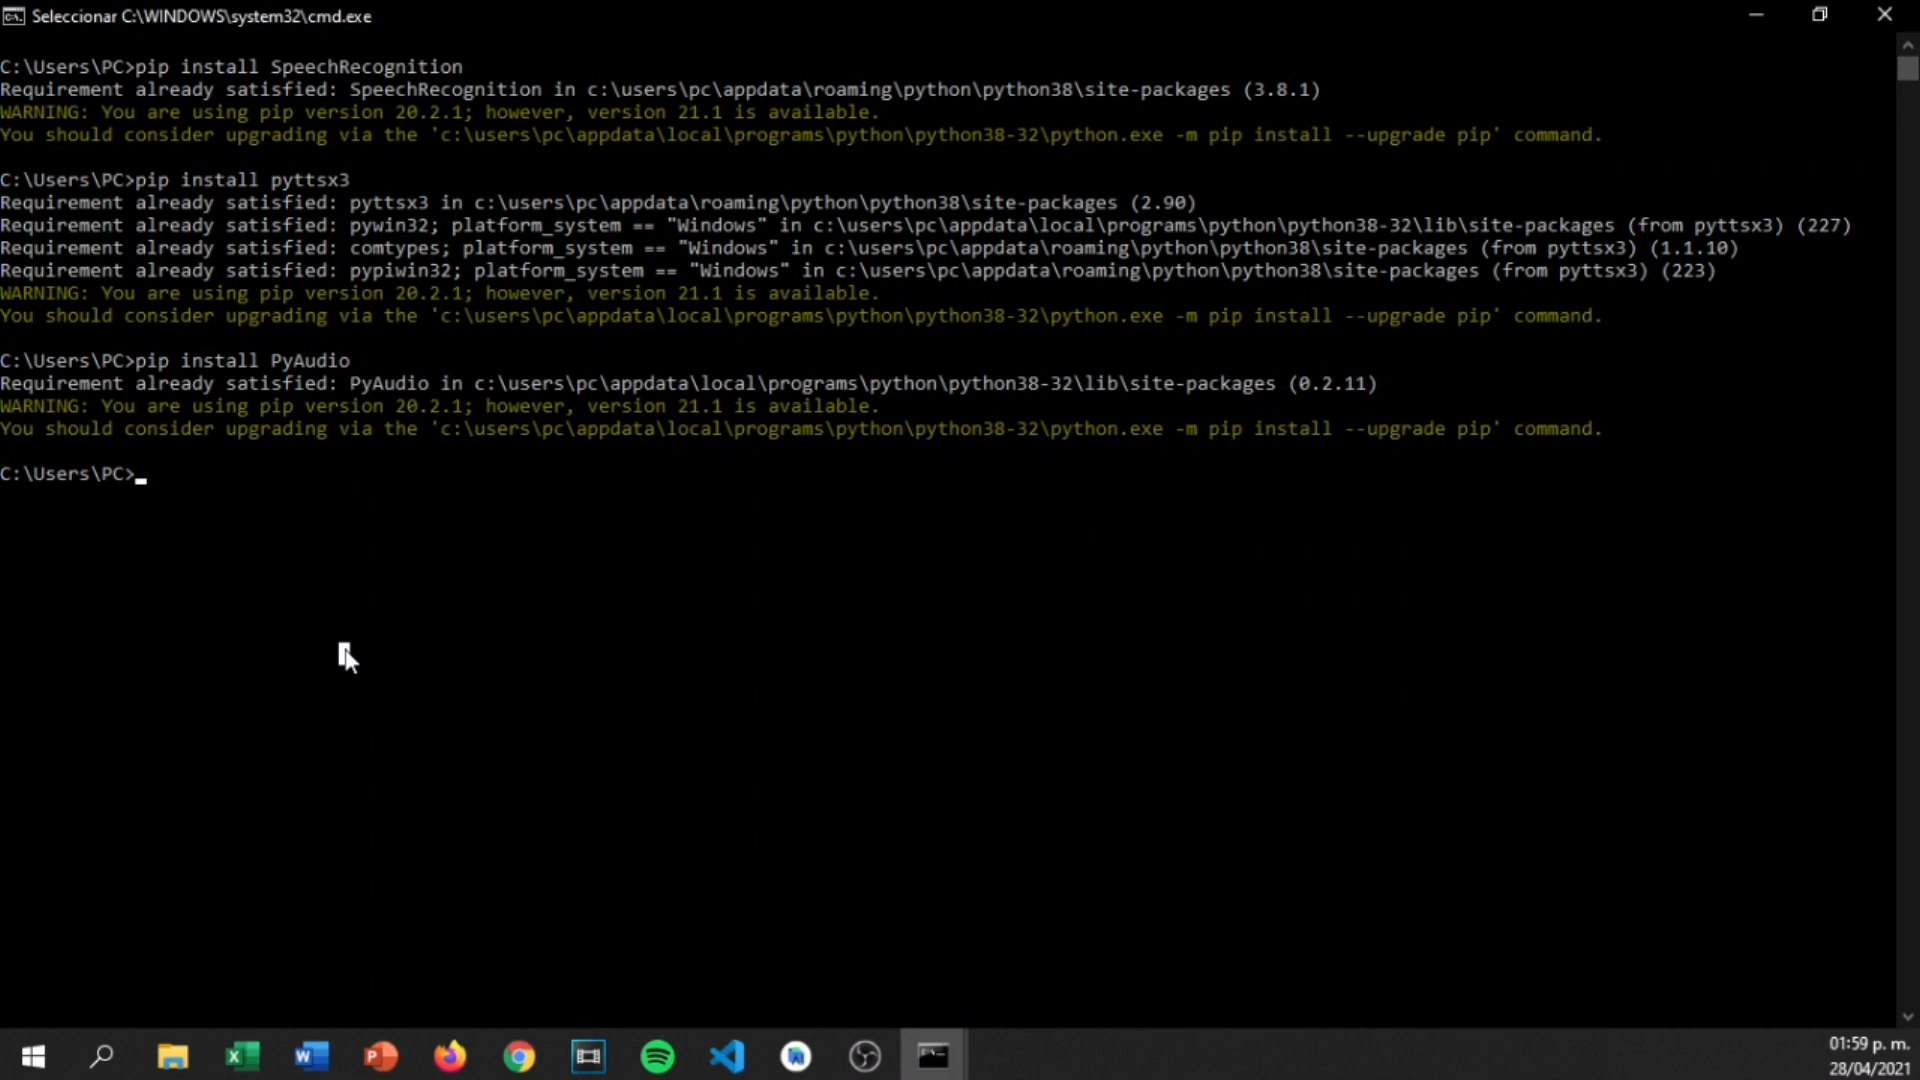 Seleccionar C:\WINDOWS\system32\cmd.exe
C:\Users\PC>pip install SpeechRecognition
Requirement already satisfied: SpeechRecognition in c:\users\pc\appdata\roaming\python\python38\site-packages (3.8.1)
WARNING: You are using pip version 20.2.1; however, version 21.1 is available.
You should consider upgrading via the 'c:\users\pc\appdata\local\programs\python\python38-32\python.exe -m pip install --upgrade pip' command.
C:\Users\PC>pip install pyttsx3
Requirement already satisfied: pyttsx3 in c:\users\pc\appdata\roaming\python\python38\site-packages (2.90)
Requirement already satisfied: pywin32; platform_system == "Windows" in c:\users\pc\appdata\local\programs\python\python38-32\lib\site-packages (from pyttsx3) (227)
Requirement already satisfied: comtypes; platform_system == "Windows" in c:\users\pc\appdata\roaming\python\python38\site-packages (from pyttsx3) (1.1.10)
Requirement already satisfied: pypiwin32; platform_system == "Windows" in c:\users\pc\appdata\roaming\python\python38\site-packages (from pyttsx3) (223)
WARNING: You are using pip version 20.2.1; however, version 21.1 is available.
You should consider upgrading via the 'c:\users\pc\appdata\local\programs\python\python38-32\python.exe -m pip install --upgrade pip' command.
C:\Users\PC>pip install PyAudio
Requirement already satisfied: PyAudio in c:\users\pc\appdata\local\programs\python\python38-32\lib\site-packages (0.2.11)
WARNING: You are using pip version 20.2.1; however, version 21.1 is available.
You should consider upgrading via the 'c:\users\pc\appdata\local\programs\python\python38-32\python.exe -m pip install --upgrade pip' command.
C:\Users\PC>
01:59 p. m.
28/04/2021